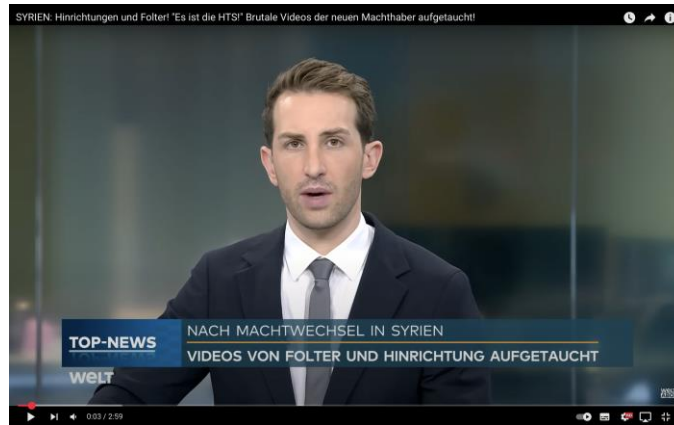 SYRIEN: Hinrichtungen und Folter! "Es ist die HTS!" Brutale Videos der neuen Machthaber aufgetaucht!
TOP-NEWS
NACH MACHTWECHSEL IN SYRIEN
VIDEOS VON FOLTER UND HINRICHTUNG AUFGETAUCHT
WELT
0:03 / 2:59